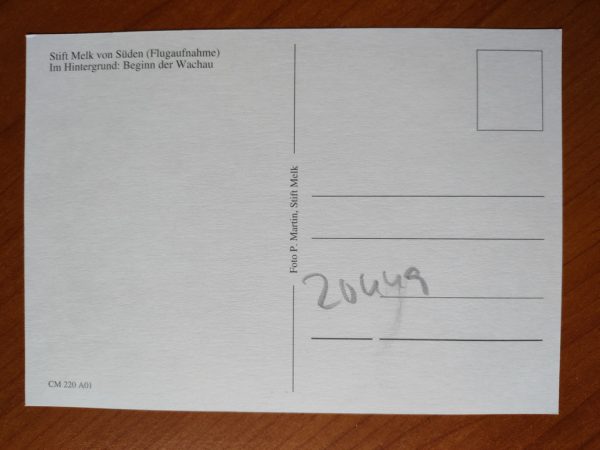 Stift Melk von Süden (Flugaufnahme)
Im Hintergrund: Beginn der Wachau
Foto P. Martin, Stift Melk
20449
CM 220 A01